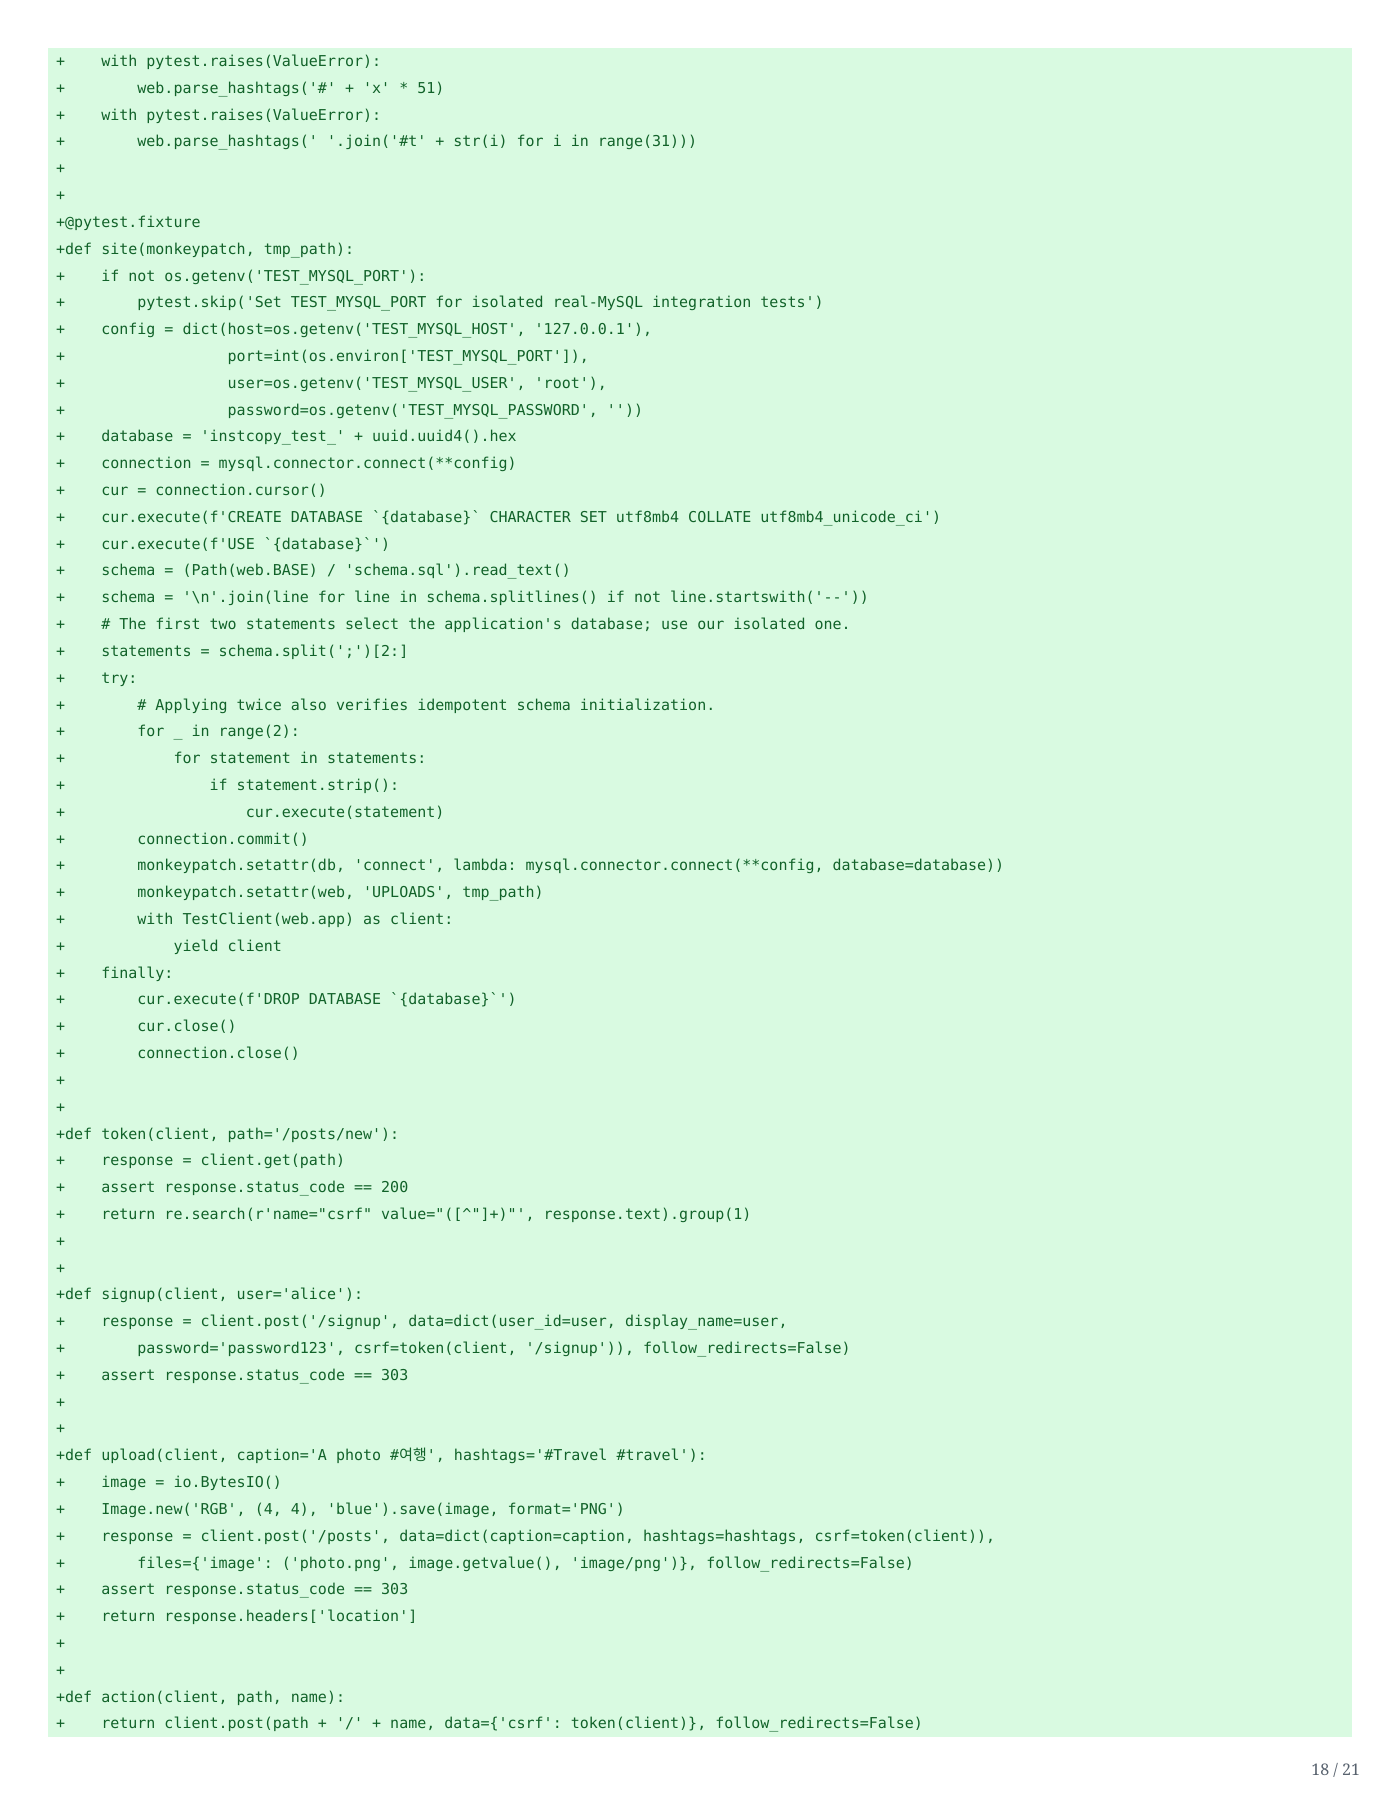 +    with pytest.raises(ValueError):
+        web.parse_hashtags('#' + 'x' * 51)
+    with pytest.raises(ValueError):
+        web.parse_hashtags(' '.join('#t' + str(i) for i in range(31)))
+
+
+@pytest.fixture
+def site(monkeypatch, tmp_path):
+    if not os.getenv('TEST_MYSQL_PORT'):
+        pytest.skip('Set TEST_MYSQL_PORT for isolated real-MySQL integration tests')
+    config = dict(host=os.getenv('TEST_MYSQL_HOST', '127.0.0.1'),
+                  port=int(os.environ['TEST_MYSQL_PORT']),
+                  user=os.getenv('TEST_MYSQL_USER', 'root'),
+                  password=os.getenv('TEST_MYSQL_PASSWORD', ''))
+    database = 'instcopy_test_' + uuid.uuid4().hex
+    connection = mysql.connector.connect(**config)
+    cur = connection.cursor()
+    cur.execute(f'CREATE DATABASE `{database}` CHARACTER SET utf8mb4 COLLATE utf8mb4_unicode_ci')
+    cur.execute(f'USE `{database}`')
+    schema = (Path(web.BASE) / 'schema.sql').read_text()
+    schema = '\n'.join(line for line in schema.splitlines() if not line.startswith('--'))
+    # The first two statements select the application's database; use our isolated one.
+    statements = schema.split(';')[2:]
+    try:
+        # Applying twice also verifies idempotent schema initialization.
+        for _ in range(2):
+            for statement in statements:
+                if statement.strip():
+                    cur.execute(statement)
+        connection.commit()
+        monkeypatch.setattr(db, 'connect', lambda: mysql.connector.connect(**config, database=database))
+        monkeypatch.setattr(web, 'UPLOADS', tmp_path)
+        with TestClient(web.app) as client:
+            yield client
+    finally:
+        cur.execute(f'DROP DATABASE `{database}`')
+        cur.close()
+        connection.close()
+
+
+def token(client, path='/posts/new'):
+    response = client.get(path)
+    assert response.status_code == 200
+    return re.search(r'name="csrf" value="([^"]+)"', response.text).group(1)
+
+
+def signup(client, user='alice'):
+    response = client.post('/signup', data=dict(user_id=user, display_name=user,
+        password='password123', csrf=token(client, '/signup')), follow_redirects=False)
+    assert response.status_code == 303
+
+
+def upload(client, caption='A photo #여행', hashtags='#Travel #travel'):
+    image = io.BytesIO()
+    Image.new('RGB', (4, 4), 'blue').save(image, format='PNG')
+    response = client.post('/posts', data=dict(caption=caption, hashtags=hashtags, csrf=token(client)),
+        files={'image': ('photo.png', image.getvalue(), 'image/png')}, follow_redirects=False)
+    assert response.status_code == 303
+    return response.headers['location']
+
+
+def action(client, path, name):
+    return client.post(path + '/' + name, data={'csrf': token(client)}, follow_redirects=False)
18 / 21